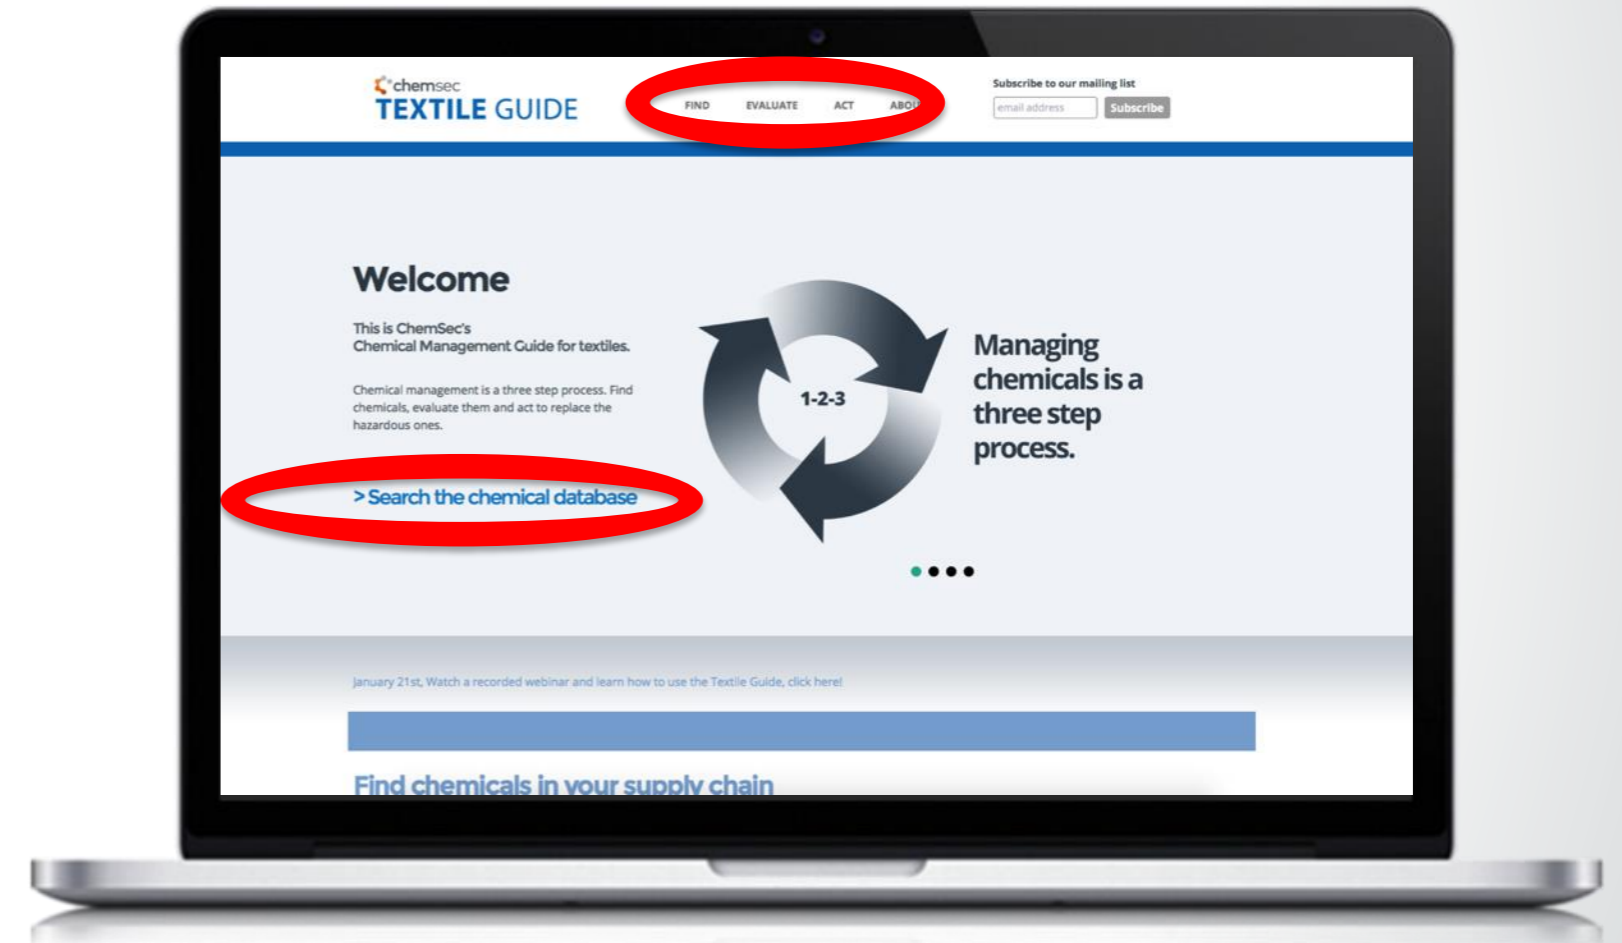 chemsec
TEXTILE GUIDE
FIND EVALUATE ACT ABOU
Subscribe to our mailing list
email address Subscribe
Welcome
This is ChemSec's
Chemical Management Guide for textiles.
Chemical management is a three step process. Find
chemicals, evaluate them and act to replace the
hazardous ones.
> Search the chemical database
1-2-3
Managing
chemicals is a
three step
process.
January 21st, Watch a recorded webinar and learn how to use the Textile Guide, click here!
Find chemicals in your supply chain